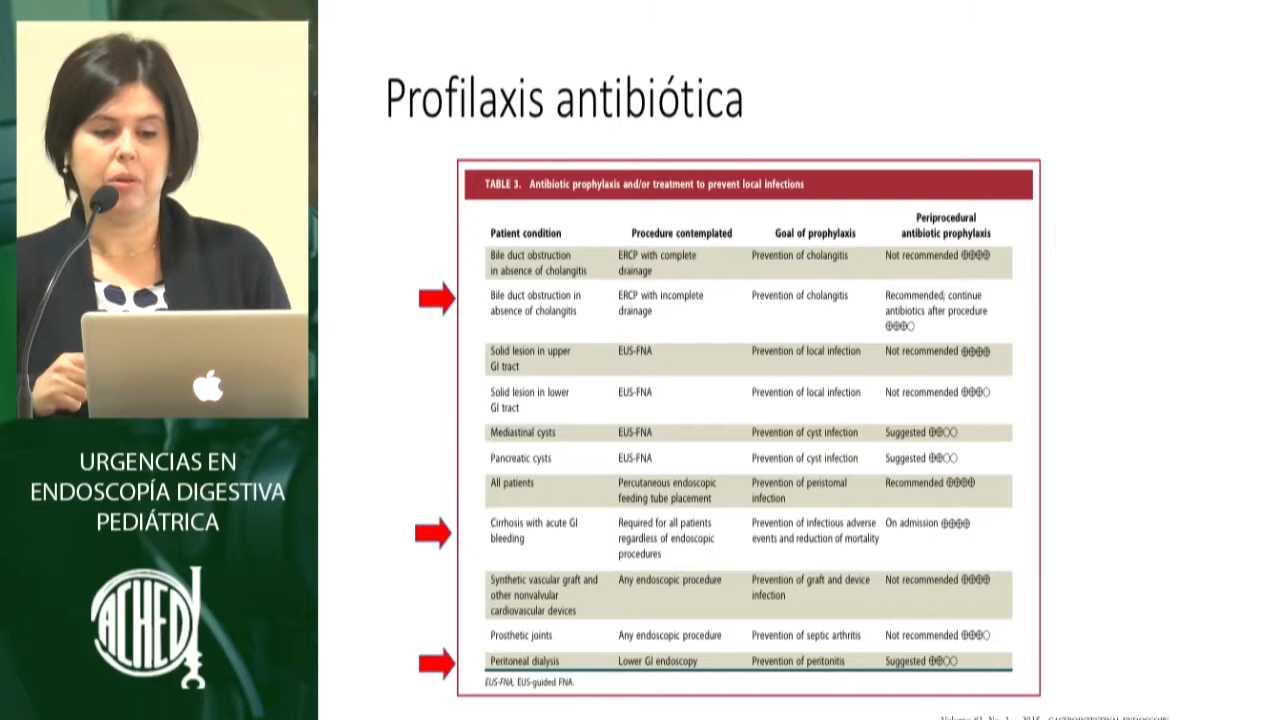 Profilaxis antibiótica
TABLE 3. Antibiotic prophylaxis and/or treatment to prevent local infections
Patient condition Procedure contemplated Goal of prophylaxis Periprocedural antibiotic prophylaxis
Bile duct obstruction in absence of cholangitis ERCP with complete drainage Prevention of cholangitis Not recommended ⊕⊕⊕⊕
Bile duct obstruction in absence of cholangitis ERCP with incomplete drainage Prevention of cholangitis Recommended; continue antibiotics after procedure ⊕⊕⊕○
Solid lesion in upper GI tract EUS-FNA Prevention of local infection Not recommended ⊕⊕⊕⊕
Solid lesion in lower GI tract EUS-FNA Prevention of local infection Not recommended ⊕⊕⊕○
Mediastinal cysts EUS-FNA Prevention of cyst infection Suggested ⊕⊕○○
Pancreatic cysts EUS-FNA Prevention of cyst infection Suggested ⊕⊕○○
All patients Percutaneous endoscopic feeding tube placement Prevention of peristomal infection Recommended ⊕⊕⊕⊕
Cirrhosis with acute GI bleeding Required for all patients regardless of endoscopic procedures Prevention of infectious adverse events and reduction of mortality On admission ⊕⊕⊕⊕
Synthetic vascular graft and other nonvalvular cardiovascular devices Any endoscopic procedure Prevention of graft and device infection Not recommended ⊕⊕⊕⊕
Prosthetic joints Any endoscopic procedure Prevention of septic arthritis Not recommended ⊕⊕⊕○
Peritoneal dialysis Lower GI endoscopy Prevention of peritonitis Suggested ⊕⊕○○
EUS-FNA, EUS-guided FNA.
URGENCIAS EN
ENDOSCOPÍA DIGESTIVA
PEDIÁTRICA
ACHED